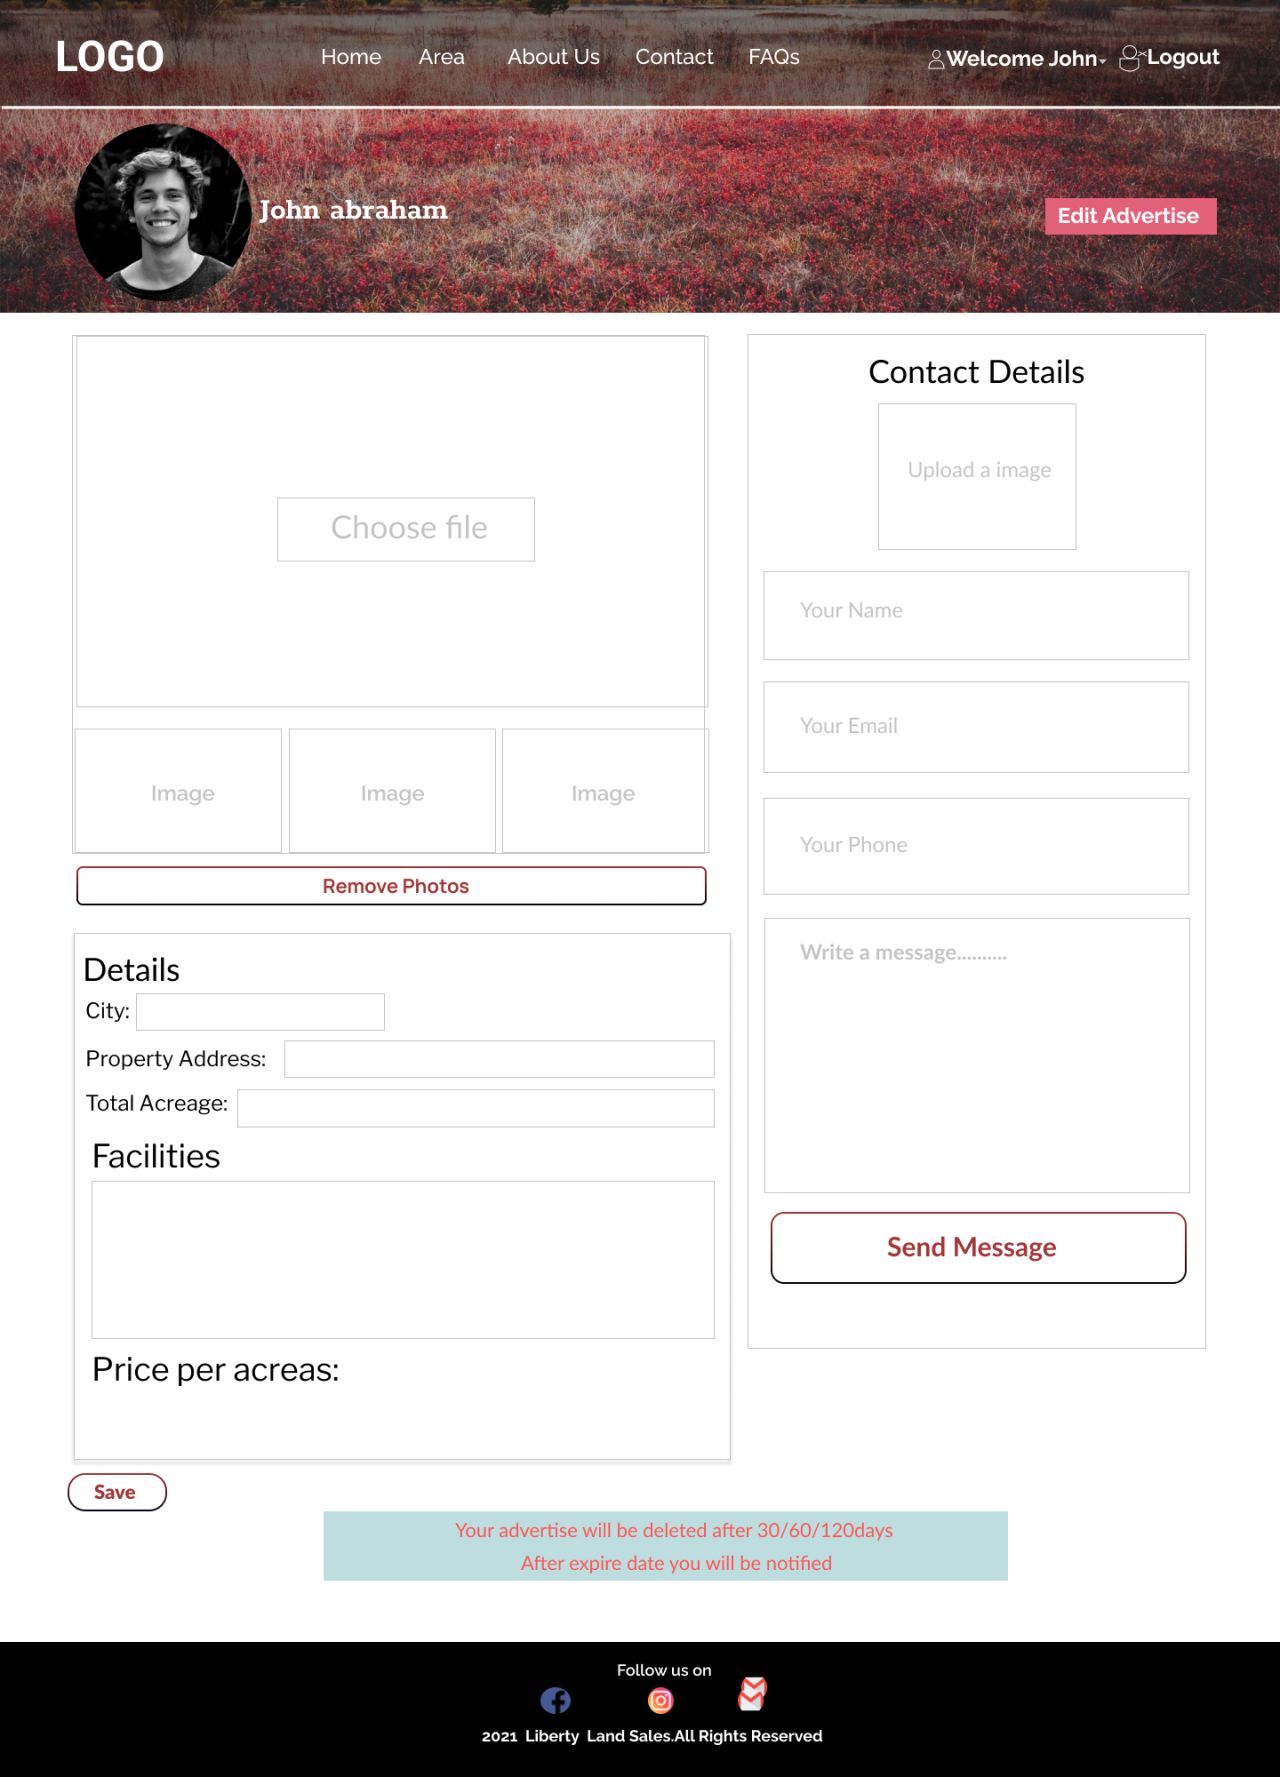 LOGO Home Area About Us Contact FAQs Welcome John Logout
John abraham
Edit Advertise
Choose file
Image Image Image
Remove Photos
Details
City:
Property Address:
Total Acreage:
Facilities
Price per acreas:
Save
Contact Details
Upload a image
Your Name
Your Email
Your Phone
Write a message..........
Send Message
Your advertise will be deleted after 30/60/120days
After expire date you will be notified
Follow us on
2021 Liberty Land Sales.All Rights Reserved